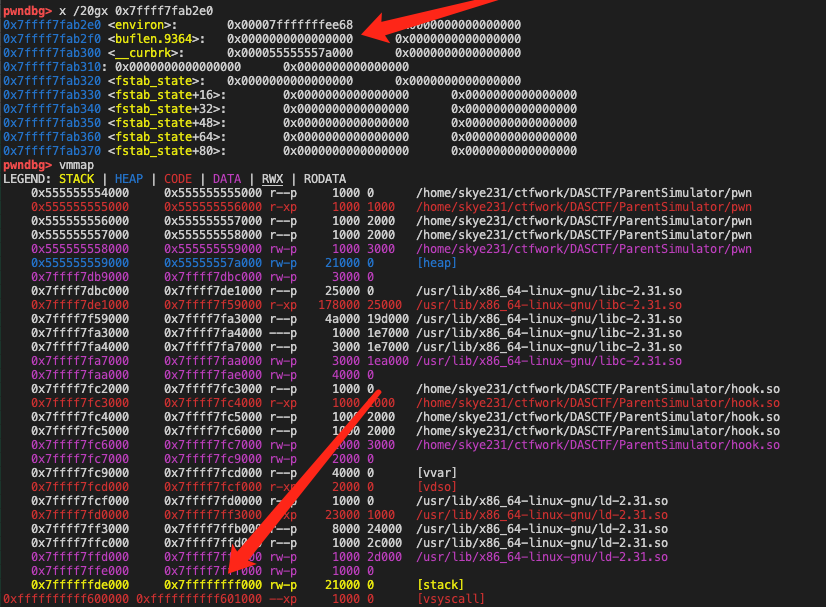 pwndbg> x /20gx 0x7ffff7fab2e0
0x7ffff7fab2e0 <environ>: 0x00007fffffffee68 0000000000000
0x7ffff7fab2f0 <buflen.9364>: 0x0000000000000000 0x0000000000000000
0x7ffff7fab300 <__curbrk>: 0x000055555557a000 0x0000000000000000
0x7ffff7fab310: 0x0000000000000000 0x0000000000000000
0x7ffff7fab320 <fstab_state>: 0x0000000000000000 0x0000000000000000
0x7ffff7fab330 <fstab_state+16>: 0x0000000000000000 0x0000000000000000
0x7ffff7fab340 <fstab_state+32>: 0x0000000000000000 0x0000000000000000
0x7ffff7fab350 <fstab_state+48>: 0x0000000000000000 0x0000000000000000
0x7ffff7fab360 <fstab_state+64>: 0x0000000000000000 0x0000000000000000
0x7ffff7fab370 <fstab_state+80>: 0x0000000000000000 0x0000000000000000
pwndbg> vmmap
LEGEND: STACK | HEAP | CODE | DATA | RWX | RODATA
0x555555554000 0x555555555000 r--p 1000 0 /home/skye231/ctfwork/DASCTF/ParentSimulator/pwn
0x555555555000 0x555555556000 r-xp 1000 1000 /home/skye231/ctfwork/DASCTF/ParentSimulator/pwn
0x555555556000 0x555555557000 r--p 1000 2000 /home/skye231/ctfwork/DASCTF/ParentSimulator/pwn
0x555555557000 0x555555558000 r--p 1000 2000 /home/skye231/ctfwork/DASCTF/ParentSimulator/pwn
0x555555558000 0x555555559000 rw-p 1000 3000 /home/skye231/ctfwork/DASCTF/ParentSimulator/pwn
0x555555559000 0x55555557a000 rw-p 21000 0 [heap]
0x7ffff7db9000 0x7ffff7dbc000 rw-p 3000 0
0x7ffff7dbc000 0x7ffff7de1000 r--p 25000 0 /usr/lib/x86_64-linux-gnu/libc-2.31.so
0x7ffff7de1000 0x7ffff7f59000 r-xp 178000 25000 /usr/lib/x86_64-linux-gnu/libc-2.31.so
0x7ffff7f59000 0x7ffff7fa3000 r--p 4a000 19d000 /usr/lib/x86_64-linux-gnu/libc-2.31.so
0x7ffff7fa3000 0x7ffff7fa4000 ---p 1000 1e7000 /usr/lib/x86_64-linux-gnu/libc-2.31.so
0x7ffff7fa4000 0x7ffff7fa7000 r--p 3000 1e7000 /usr/lib/x86_64-linux-gnu/libc-2.31.so
0x7ffff7fa7000 0x7ffff7faa000 rw-p 3000 1ea000 /usr/lib/x86_64-linux-gnu/libc-2.31.so
0x7ffff7faa000 0x7ffff7fae000 rw-p 4000 0
0x7ffff7fc2000 0x7ffff7fc3000 r--p 1000 0 /home/skye231/ctfwork/DASCTF/ParentSimulator/hook.so
0x7ffff7fc3000 0x7ffff7fc4000 r-xp 1000 000 /home/skye231/ctfwork/DASCTF/ParentSimulator/hook.so
0x7ffff7fc4000 0x7ffff7fc5000 r--p 1000 2000 /home/skye231/ctfwork/DASCTF/ParentSimulator/hook.so
0x7ffff7fc5000 0x7ffff7fc6000 r--p 1000 2000 /home/skye231/ctfwork/DASCTF/ParentSimulator/hook.so
0x7ffff7fc6000 0x7ffff7fc7000 rw-p 000 3000 /home/skye231/ctfwork/DASCTF/ParentSimulator/hook.so
0x7ffff7fc7000 0x7ffff7fc9000 rw-p 2000 0
0x7ffff7fc9000 0x7ffff7fcd000 r--p 4000 0 [vvar]
0x7ffff7fcd000 0x7ffff7fcf000 r-xp 2000 0 [vdso]
0x7ffff7fcf000 0x7ffff7fd0000 r--p 1000 0 /usr/lib/x86_64-linux-gnu/ld-2.31.so
0x7ffff7fd0000 0x7ffff7ff3000 r-xp 23000 1000 /usr/lib/x86_64-linux-gnu/ld-2.31.so
0x7ffff7ff3000 0x7ffff7ffb000 r--p 8000 24000 /usr/lib/x86_64-linux-gnu/ld-2.31.so
0x7ffff7ffc000 r--p 1000 2c000 /usr/lib/x86_64-linux-gnu/ld-2.31.so
0x7ffff7ffd000 rw-p 1000 2d000 /usr/lib/x86_64-linux-gnu/ld-2.31.so
0x7ffff7ffe000 rw-p 1000 0
0x7ffffffde000 0x7ffffffff000 rw-p 21000 0 [stack]
0xffffffffff600000 0xffffffffff601000 --xp 1000 0 [vsyscall]